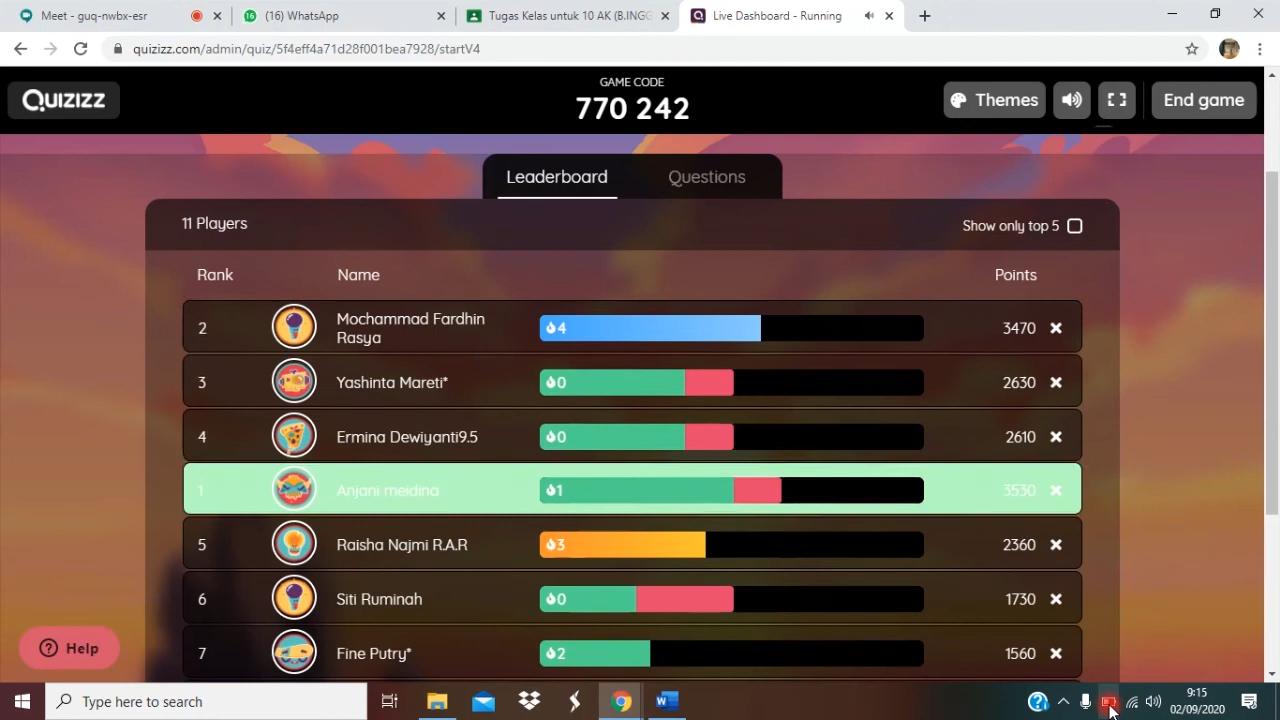 Meet - guq-nwbx-esr
(16) WhatsApp
Tugas Kelas untuk 10 AK (B.INGG
Live Dashboard - Running
quizizz.com/admin/quiz/5f4eff4a71d28f001bea7928/startV4
Quizizz
GAME CODE
770 242
Themes
End game
Leaderboard
Questions
11 Players
Show only top 5
Rank Name Points
2 Mochammad Fardhin Rasya 4 3470
3 Yashinta Mareti* 0 2630
4 Ermina Dewiyanti9.5 0 2610
1 Anjani meidina 1 3530
5 Raisha Najmi R.A.R 3 2360
6 Siti Ruminah 0 1730
7 Fine Putry* 2 1560
Help
Type here to search
9:15
02/09/2020